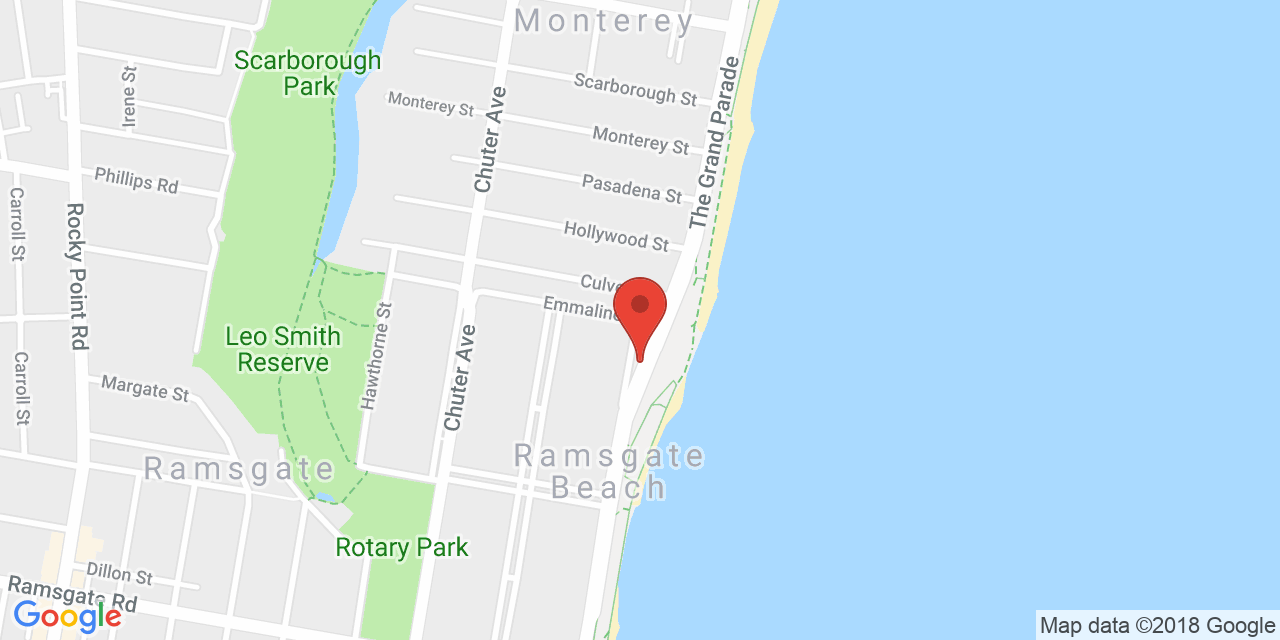 Monterey
Scarborough
Park
Irene St
Scarborough St
Monterey St
Chuter Ave
The Grand Parade
Monterey St
Phillips Rd
Pasadena St
Carroll St
Rocky Point Rd
Hollywood St
Culve
Emmaline
Leo Smith
Reserve
Hawthorne St
Chuter Ave
Carroll St
Margate St
Ramsgate
Ramsgate
Beach
Rotary Park
Dillon St
Ramsgate Rd
Google
Map data ©2018 Google